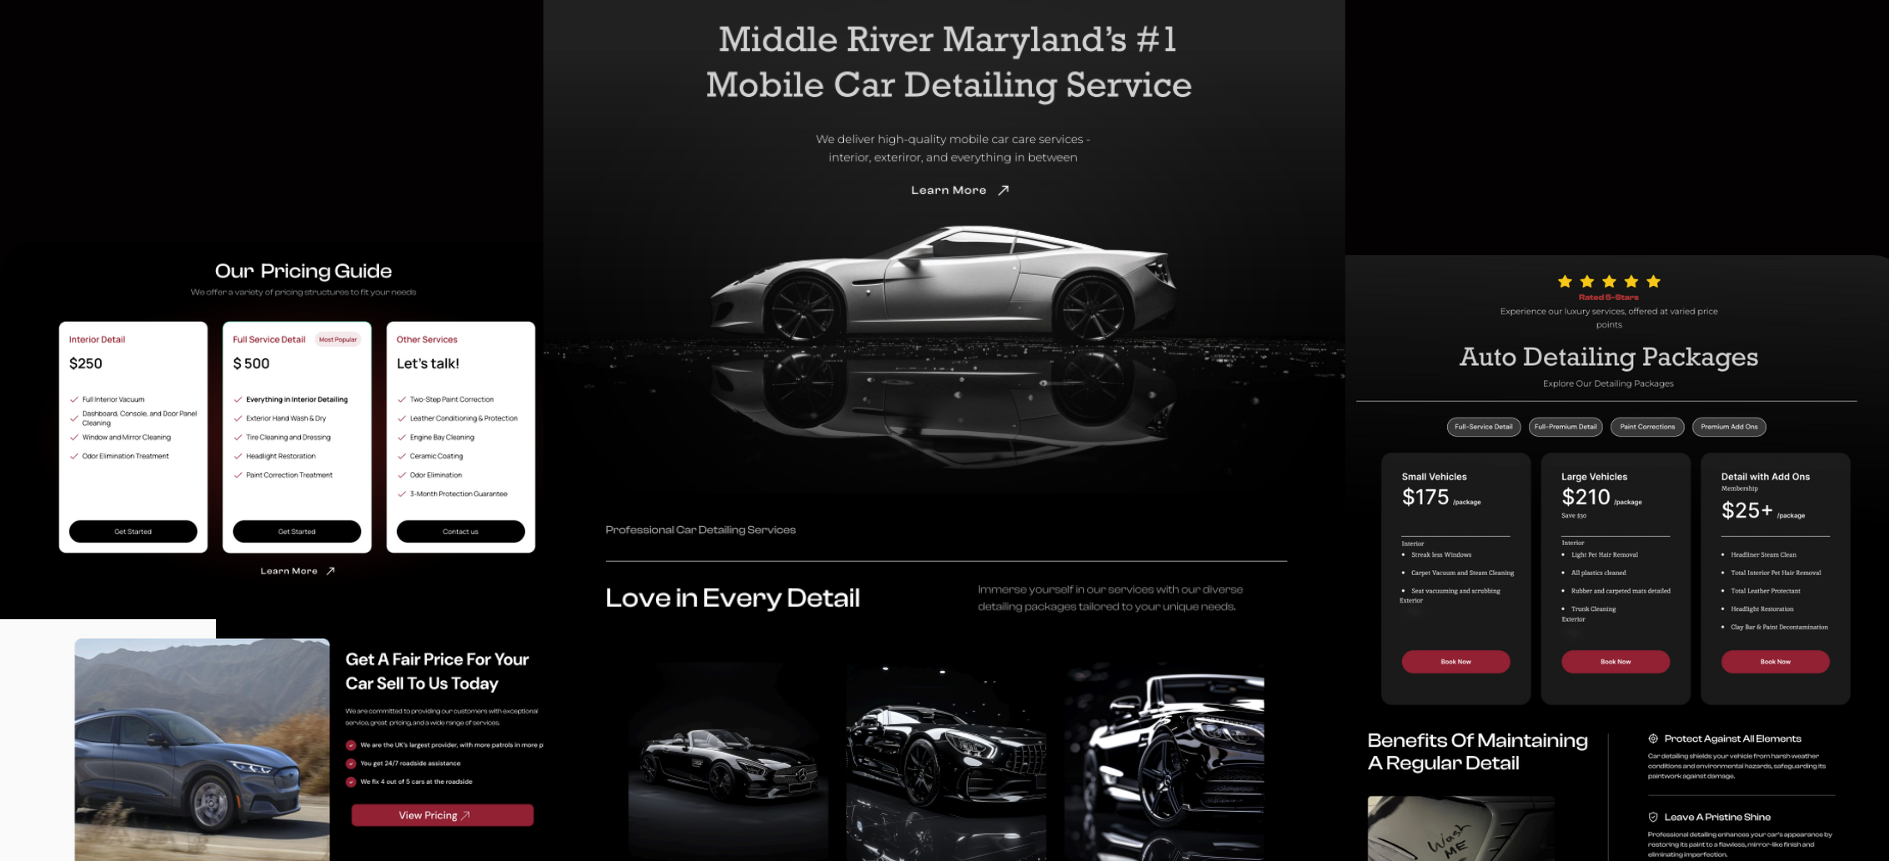 Our Pricing Guide
We offer a variety of pricing structures to fit your needs
Interior Detail
$250
Full Interior Vacuum
Dashboard, Console, and Door Panel
Cleaning
Window and Mirror Cleaning
Odor Elimination Treatment
Get Started
Full Service Detail
Most Popular
$ 500
Everything in Interior Detailing
Exterior Hand Wash & Dry
Tire Cleaning and Dressing
Headlight Restoration
Paint Correction Treatment
Get Started
Other Services
Let's talk!
Two-Step Paint Correction
Leather Conditioning & Protection
Engine Bay Cleaning
Ceramic Coating
Odor Elimination
3-Month Protection Guarantee
Contact us
Learn More
Get A Fair Price For Your
Car Sell To Us Today
We are committed to providing our customers with exceptional
service, great pricing, and a wide range of services.
We are the UK's largest provider, with more patrols in more p
You get 24/7 roadside assistance
We fix 4 out of 5 cars at the roadside
View Pricing
Middle River Maryland's #1
Mobile Car Detailing Service
We deliver high-quality mobile car care services -
interior, exteriror, and everything in between
Learn More
Professional Car Detailing Services
Love in Every Detail
Immerse yourself in our services with our diverse
detailing packages tailored to your unique needs.
Rated 5-Stars
Experience our luxury services, offered at varied price
points
Auto Detailing Packages
Explore Our Detailing Packages
Full-Service Detail
Full-Premium Detail
Paint Corrections
Premium Add Ons
Small Vehicles
$175 /package
Interior
Streak less Windows
Carpet Vacuum and Steam Cleaning
Seat vacuuming and scrubbing
Exterior
Book Now
Large Vehicles
$210 /package
Save $30
Interior
Light Pet Hair Removal
All plastics cleaned
Rubber and carpeted mats detailed
Trunk Cleaning
Exterior
Book Now
Detail with Add Ons
Membership
$25+ /package
Headliner Steam Clean
Total Interior Pet Hair Removal
Total Leather Protectant
Headlight Restoration
Clay Bar & Paint Decontamination
Book Now
Benefits Of Maintaining
A Regular Detail
Wash
ME
Protect Against All Elements
Car detailing shields your vehicle from harsh weather
conditions and environmental hazards, safeguarding its
paintwork against damage.
Leave A Pristine Shine
Professional detailing enhances your car's appearance by
restoring its paint to a flawless, mirror-like finish and
eliminating imperfection.